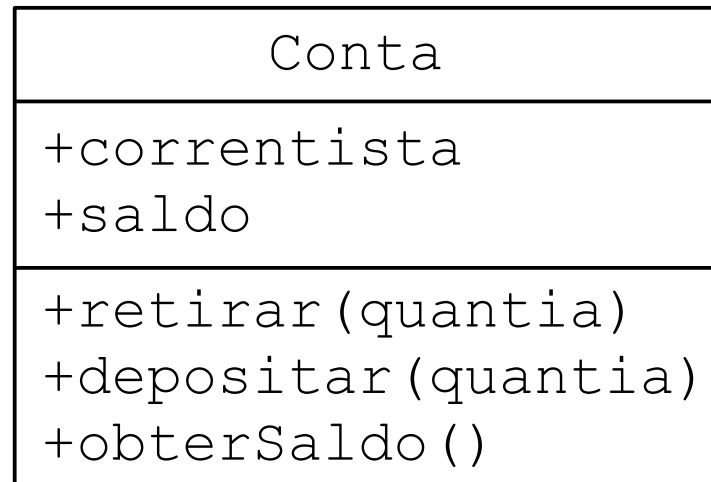 Conta
+correntista
+saldo
+retirar(quantia)
+depositar(quantia)
+obterSaldo()